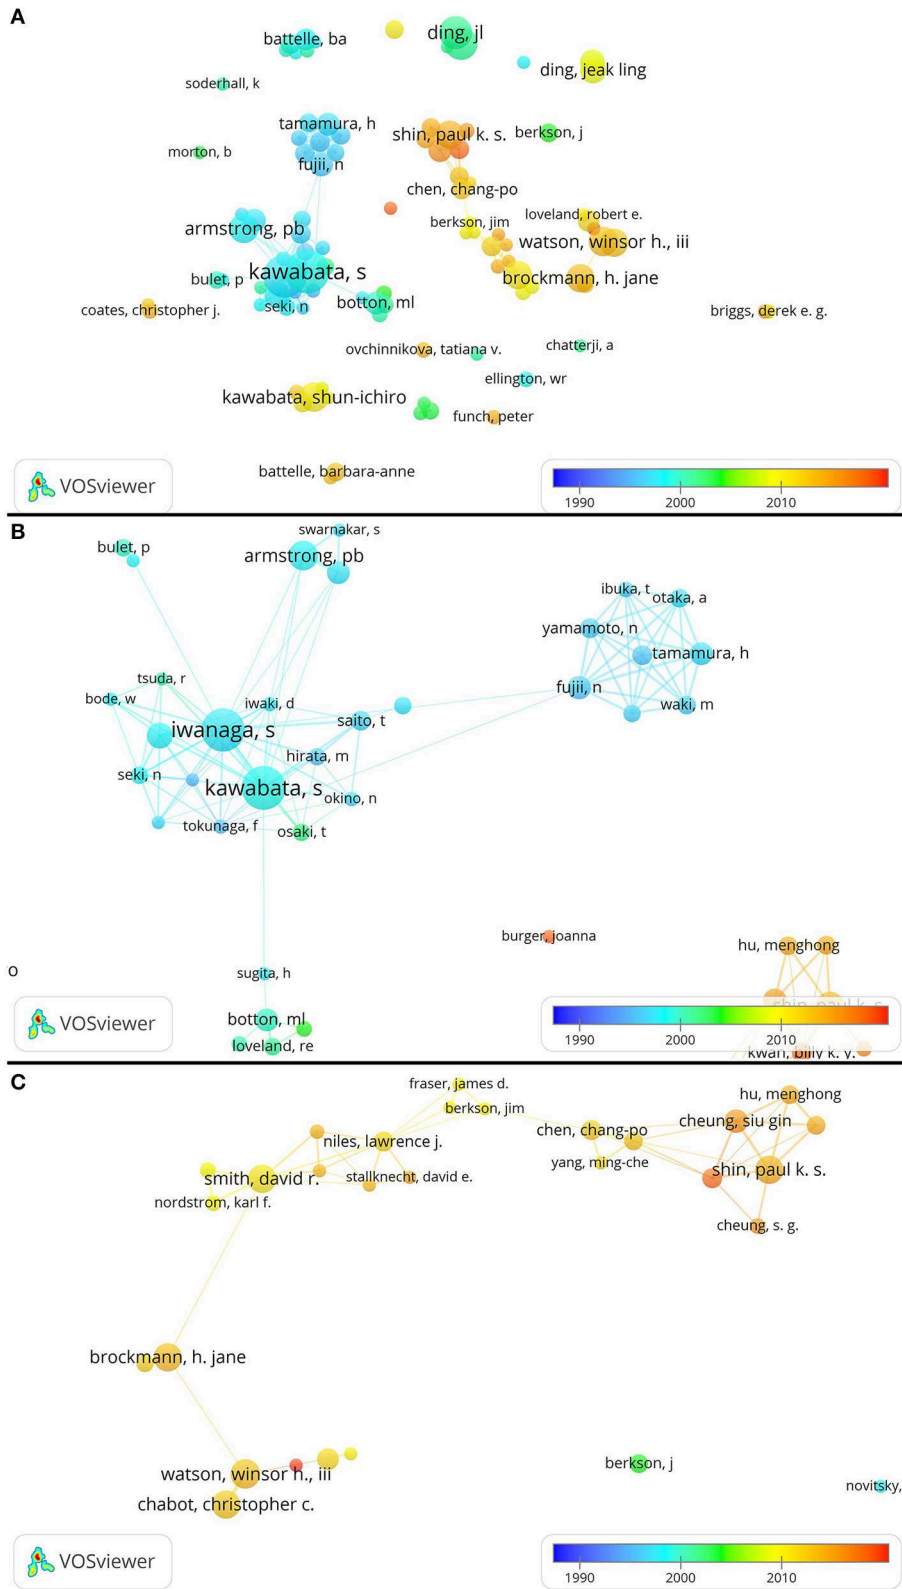 A
battelle, ba
ding, jl
ding, jeak ling
soderhall, k
tamamura, h
shin, paul k. s.
berkson, j
morton, b
fujii, n
chen, chang-po
berkson, jim
loveland, robert e.
armstrong, pb
watson, winsor h., iii
kawabata, s
bulet, p
brockmann, h. jane
seki, n
botton, ml
coates, christopher j.
briggs, derek e. g.
ovchinnikova, tatiana v.
chatterji, a
ellington, wr
kawabata, shun-ichiro
funch, peter
battelle, barbara-anne
VOSviewer
1990 2000 2010
B
swarnakar, s
bulet, p
armstrong, pb
ibuka, t
otaka, a
yamamoto, n
tamamura, h
tsuda, r
fujii, n
bode, w
iwaki, d
waki, m
iwanaga, s
saito, t
hirata, m
seki, n
kawabata, s
okino, n
tokunaga, f
osaki, t
burger, joanna
hu, menghong
o
sugita, h
shin, paul k. s.
botton, ml
loveland, re
kwan, billy k. y.
VOSviewer
1990 2000 2010
C
fraser, james d.
hu, menghong
berkson, jim
cheung, siu gin
chen, chang-po
niles, lawrence j.
yang, ming-che
shin, paul k. s.
smith, david r.
stallknecht, david e.
nordstrom, karl f.
cheung, s. g.
brockmann, h. jane
berkson, j
watson, winsor h., iii
novitsky,
chabot, christopher c.
VOSviewer
1990 2000 2010